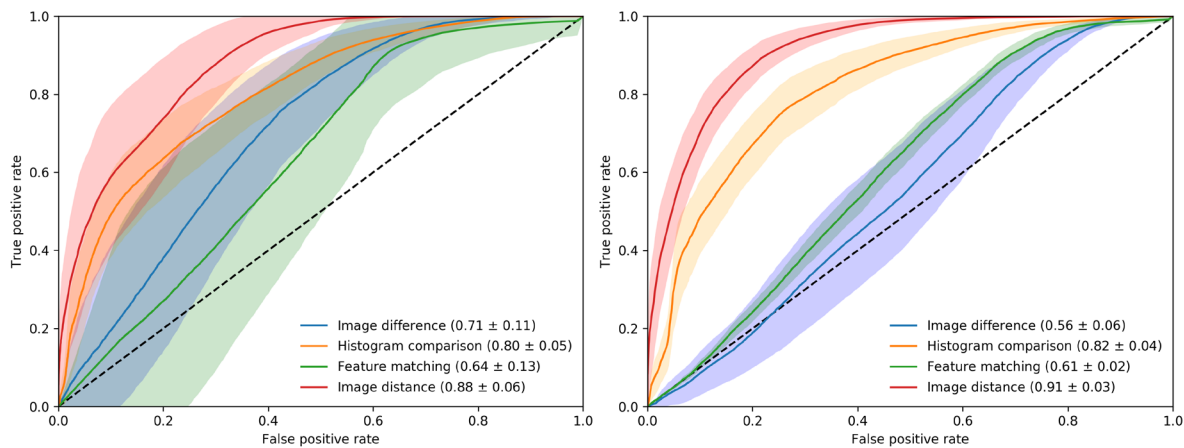 1.0
0.8
0.6
0.4
0.2
0.0
True positive rate
Image difference (0.71 ± 0.11)
Histogram comparison (0.80 ± 0.05)
Feature matching (0.64 ± 0.13)
Image distance (0.88 ± 0.06)
0.0 0.2 0.4 0.6 0.8 1.0
False positive rate
1.0
0.8
0.6
0.4
0.2
0.0
True positive rate
Image difference (0.56 ± 0.06)
Histogram comparison (0.82 ± 0.04)
Feature matching (0.61 ± 0.02)
Image distance (0.91 ± 0.03)
0.0 0.2 0.4 0.6 0.8 1.0
False positive rate